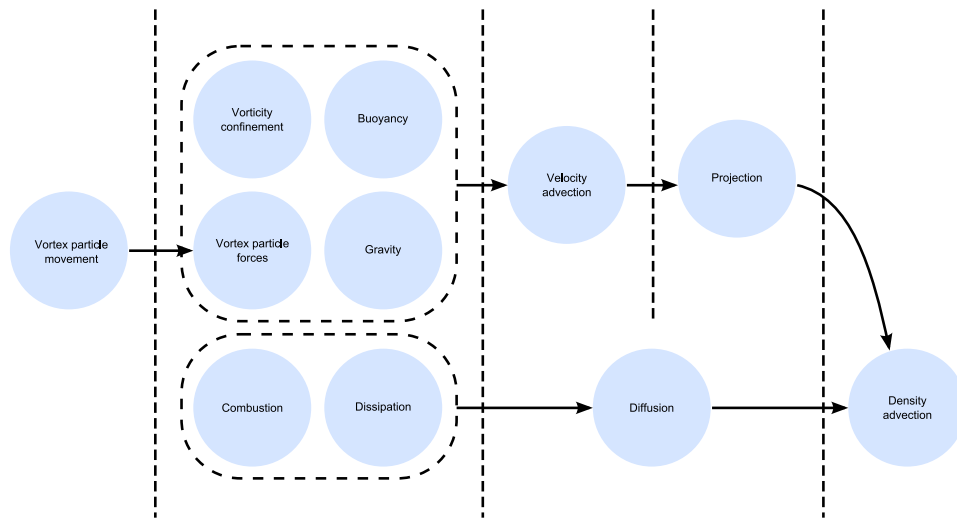 Vorticity
confinement
Buoyancy
Velocity
advection
Projection
Vortex particle
movement
Vortex particle
forces
Gravity
Combustion
Dissipation
Diffusion
Density
advection